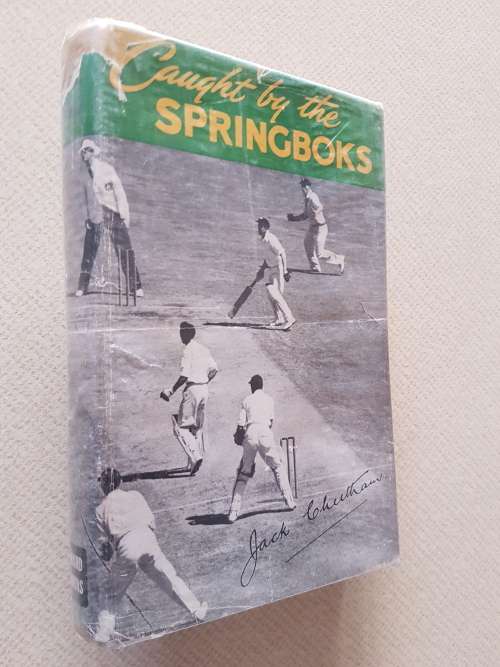 Caught by the
SPRINGBOKS
Jack Cheetham